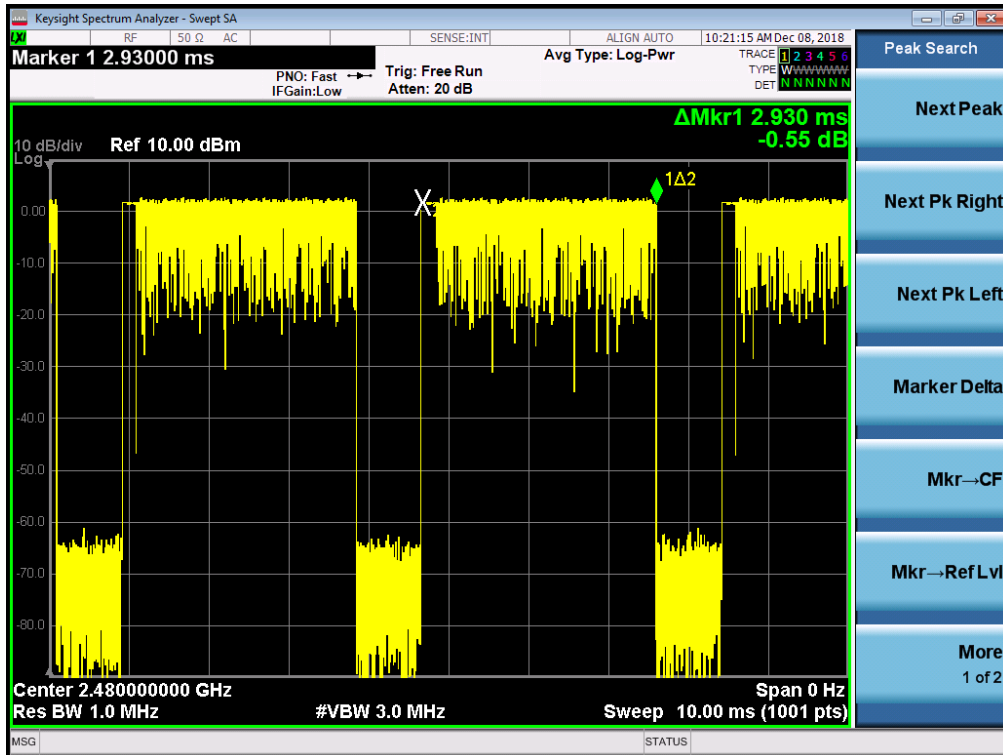 Keysight Spectrum Analyzer - Swept SA
LXI RF 50 Ω AC SENSE:INT ALIGN AUTO 10:21:15 AM Dec 08, 2018
Marker 1 2.93000 ms
PNO: Fast Trig: Free Run
IFGain:Low Atten: 20 dB
Avg Type: Log-Pwr
TRACE 1 2 3 4 5 6
TYPE WWWWWW
DET N N N N N N
ΔMkr1 2.930 ms
-0.55 dB
10 dB/div Ref 10.00 dBm
Log
1Δ2
0.00
-10.0
-20.0
-30.0
-40.0
-50.0
-60.0
-70.0
-80.0
Center 2.480000000 GHz Span 0 Hz
Res BW 1.0 MHz #VBW 3.0 MHz Sweep 10.00 ms (1001 pts)
MSG STATUS
Peak Search
Next Peak
Next Pk Right
Next Pk Left
Marker Delta
Mkr→CF
Mkr→Ref Lvl
More
1 of 2